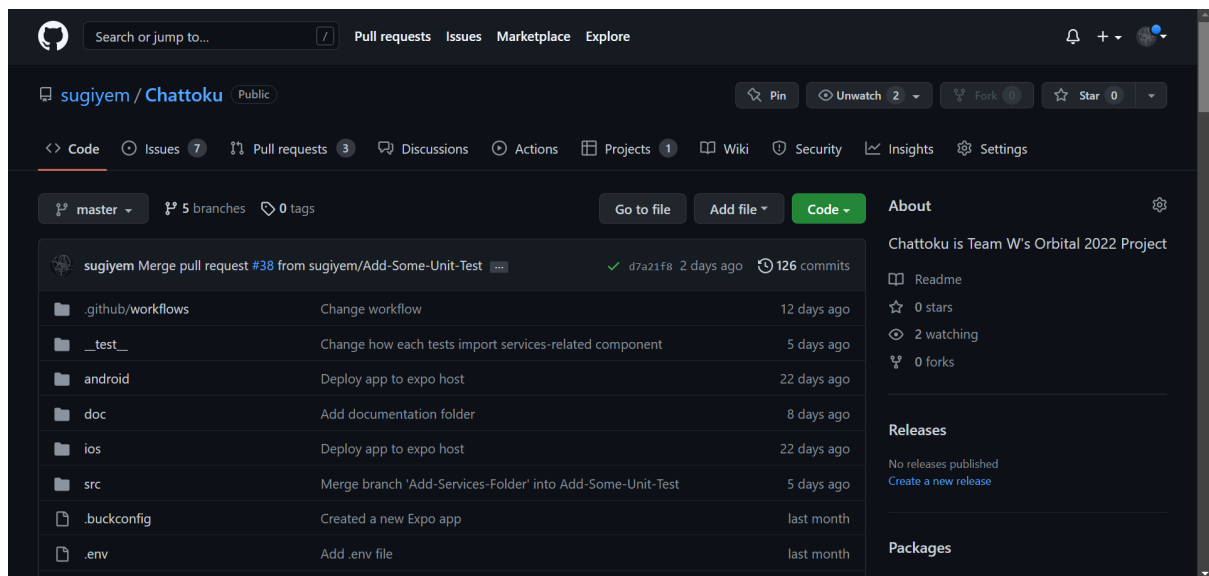 Search or jump to... / Pull requests Issues Marketplace Explore
sugiyem / Chattoku Public Pin Unwatch 2 Fork 0 Star 0
<> Code Issues 7 Pull requests 3 Discussions Actions Projects 1 Wiki Security Insights Settings
master 5 branches 0 tags Go to file Add file Code
sugiyem Merge pull request #38 from sugiyem/Add-Some-Unit-Test ... d7a21f8 2 days ago 126 commits
.github/workflows Change workflow 12 days ago
__test__ Change how each tests import services-related component 5 days ago
android Deploy app to expo host 22 days ago
doc Add documentation folder 8 days ago
ios Deploy app to expo host 22 days ago
src Merge branch 'Add-Services-Folder' into Add-Some-Unit-Test 5 days ago
.buckconfig Created a new Expo app last month
.env Add .env file last month
About
Chattoku is Team W's Orbital 2022 Project
Readme
0 stars
2 watching
0 forks
Releases
No releases published
Create a new release
Packages